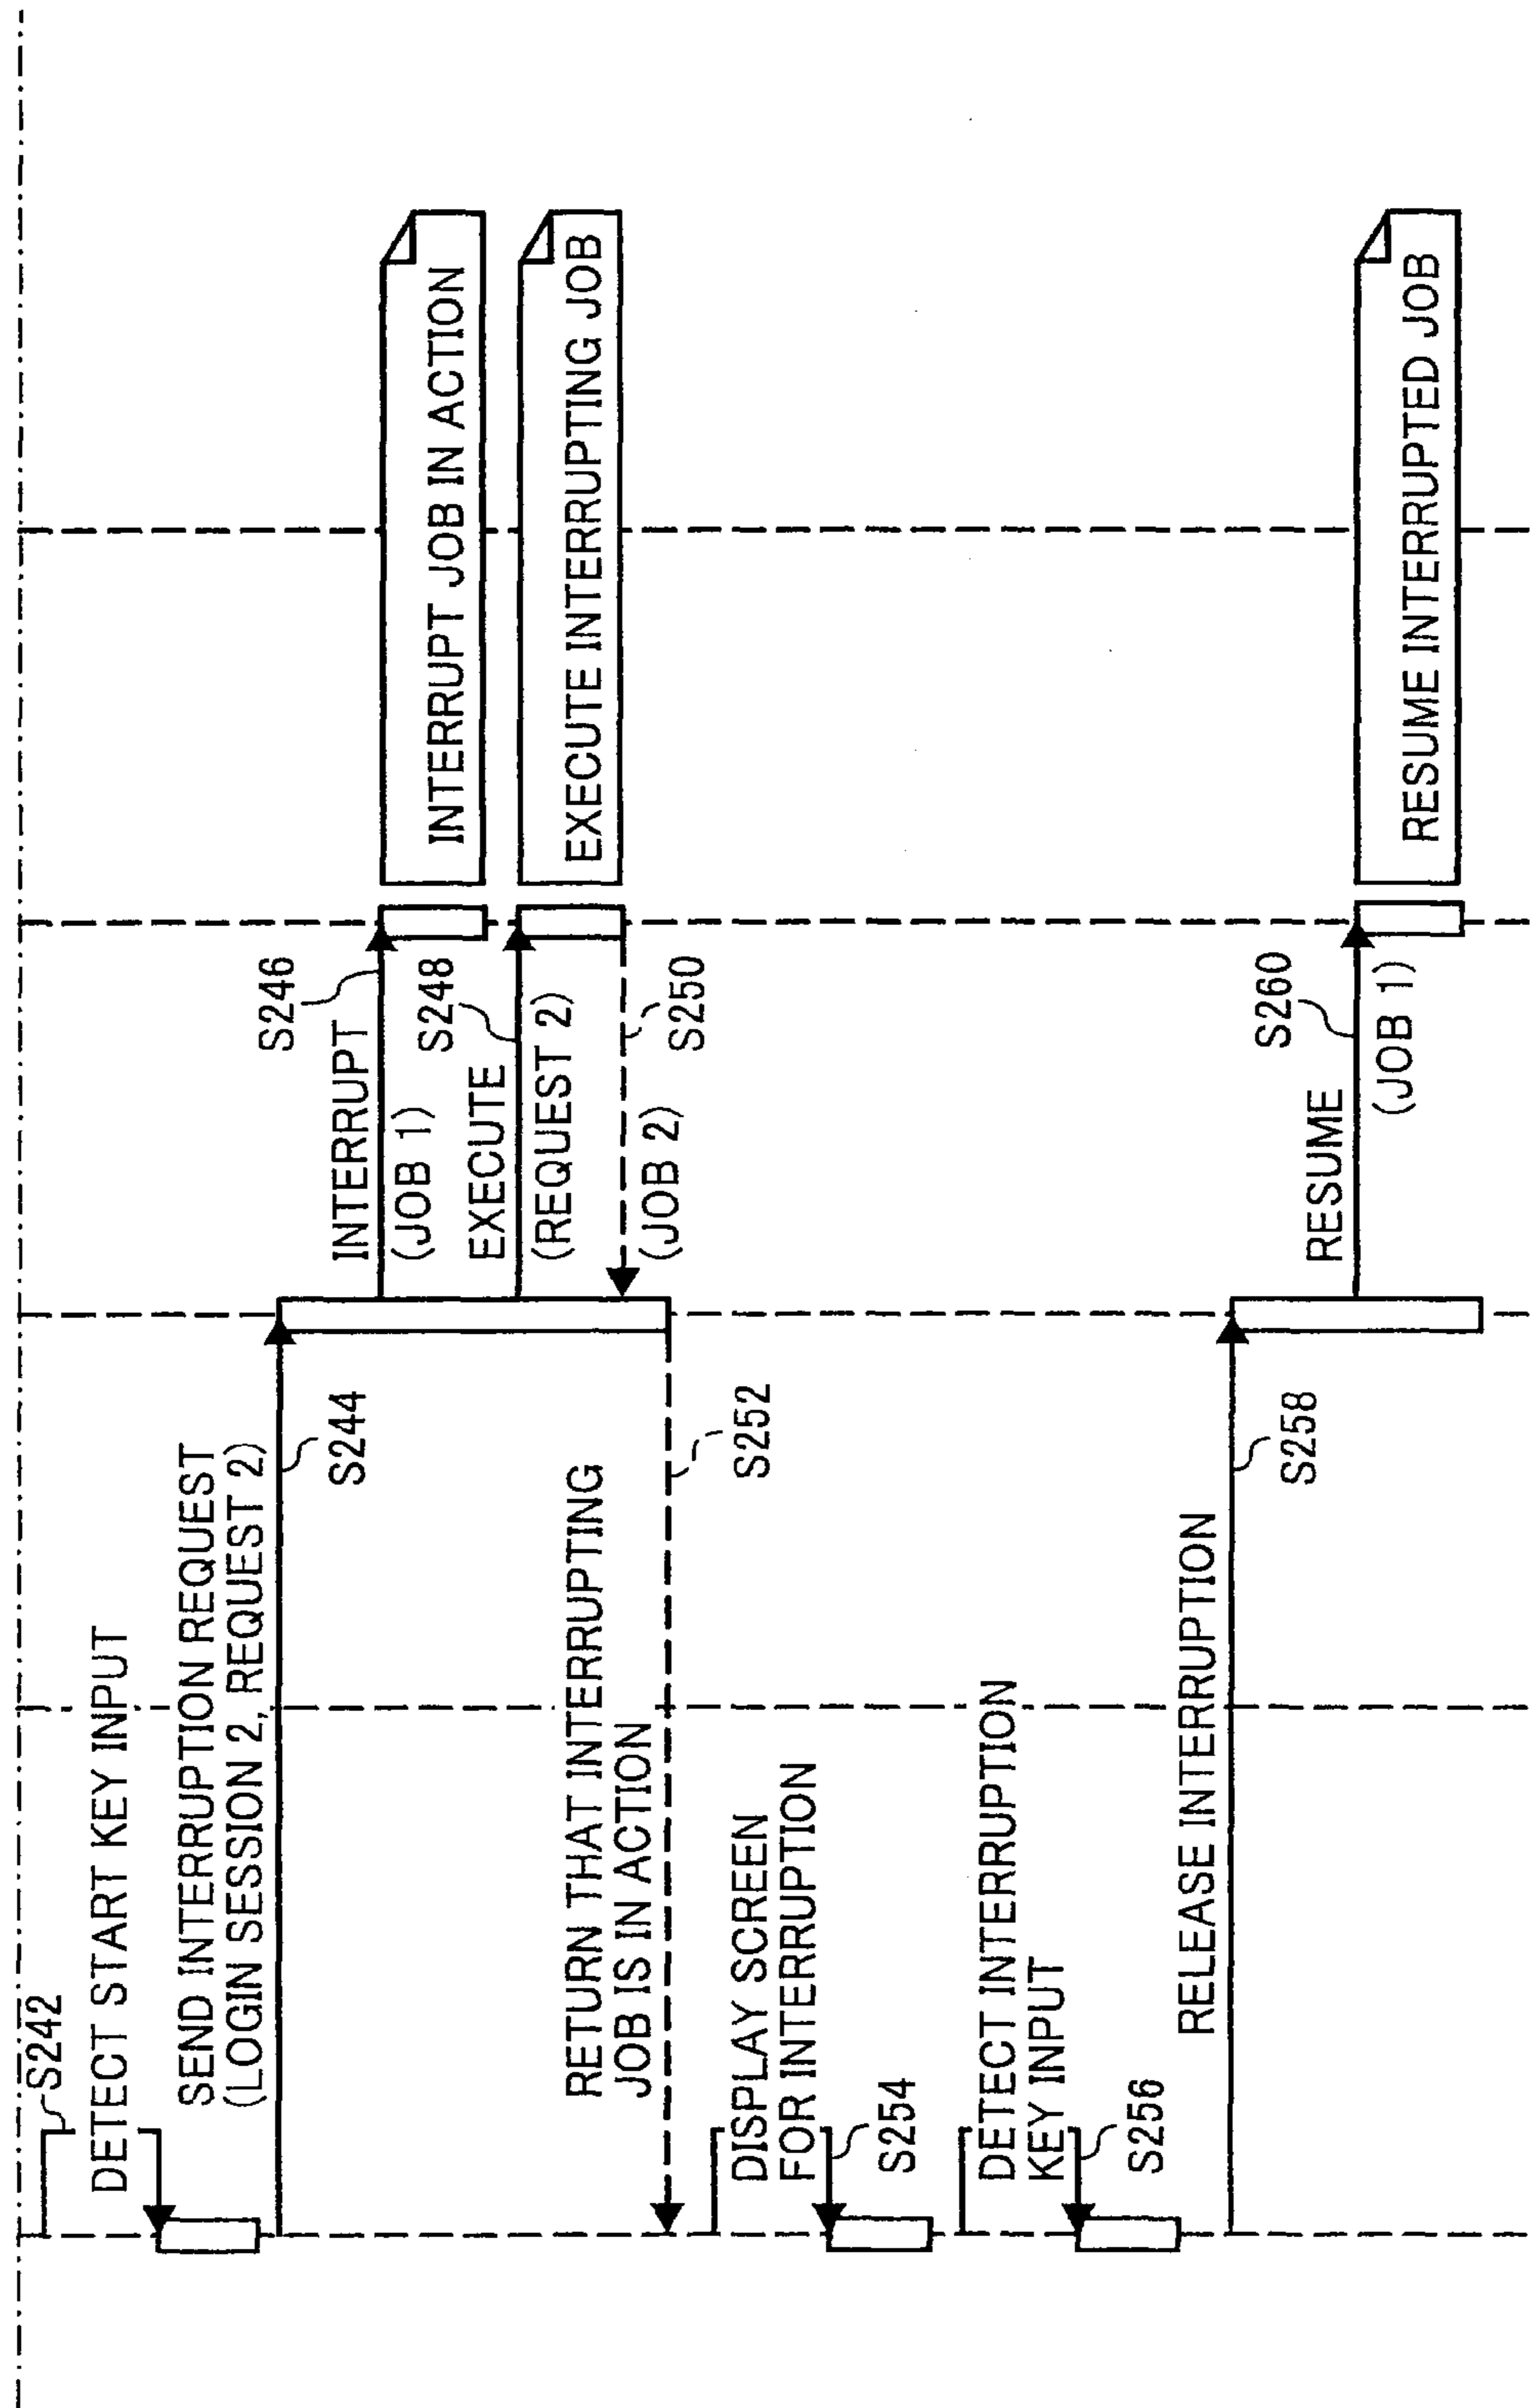 S242
DETECT START KEY INPUT
SEND INTERRUPTION REQUEST
(LOGIN SESSION 2, REQUEST 2)
S244
INTERRUPT
(JOB 1)
S246
INTERRUPT JOB IN ACTION
EXECUTE
(REQUEST 2)
S248
EXECUTE INTERRUPTING JOB
(JOB 2)
S250
RETURN THAT INTERRUPTING
JOB IS IN ACTION
S252
DISPLAY SCREEN
FOR INTERRUPTION
S254
DETECT INTERRUPTION
KEY INPUT
S256
RELEASE INTERRUPTION
S258
RESUME
(JOB 1)
S260
RESUME INTERRUPTED JOB